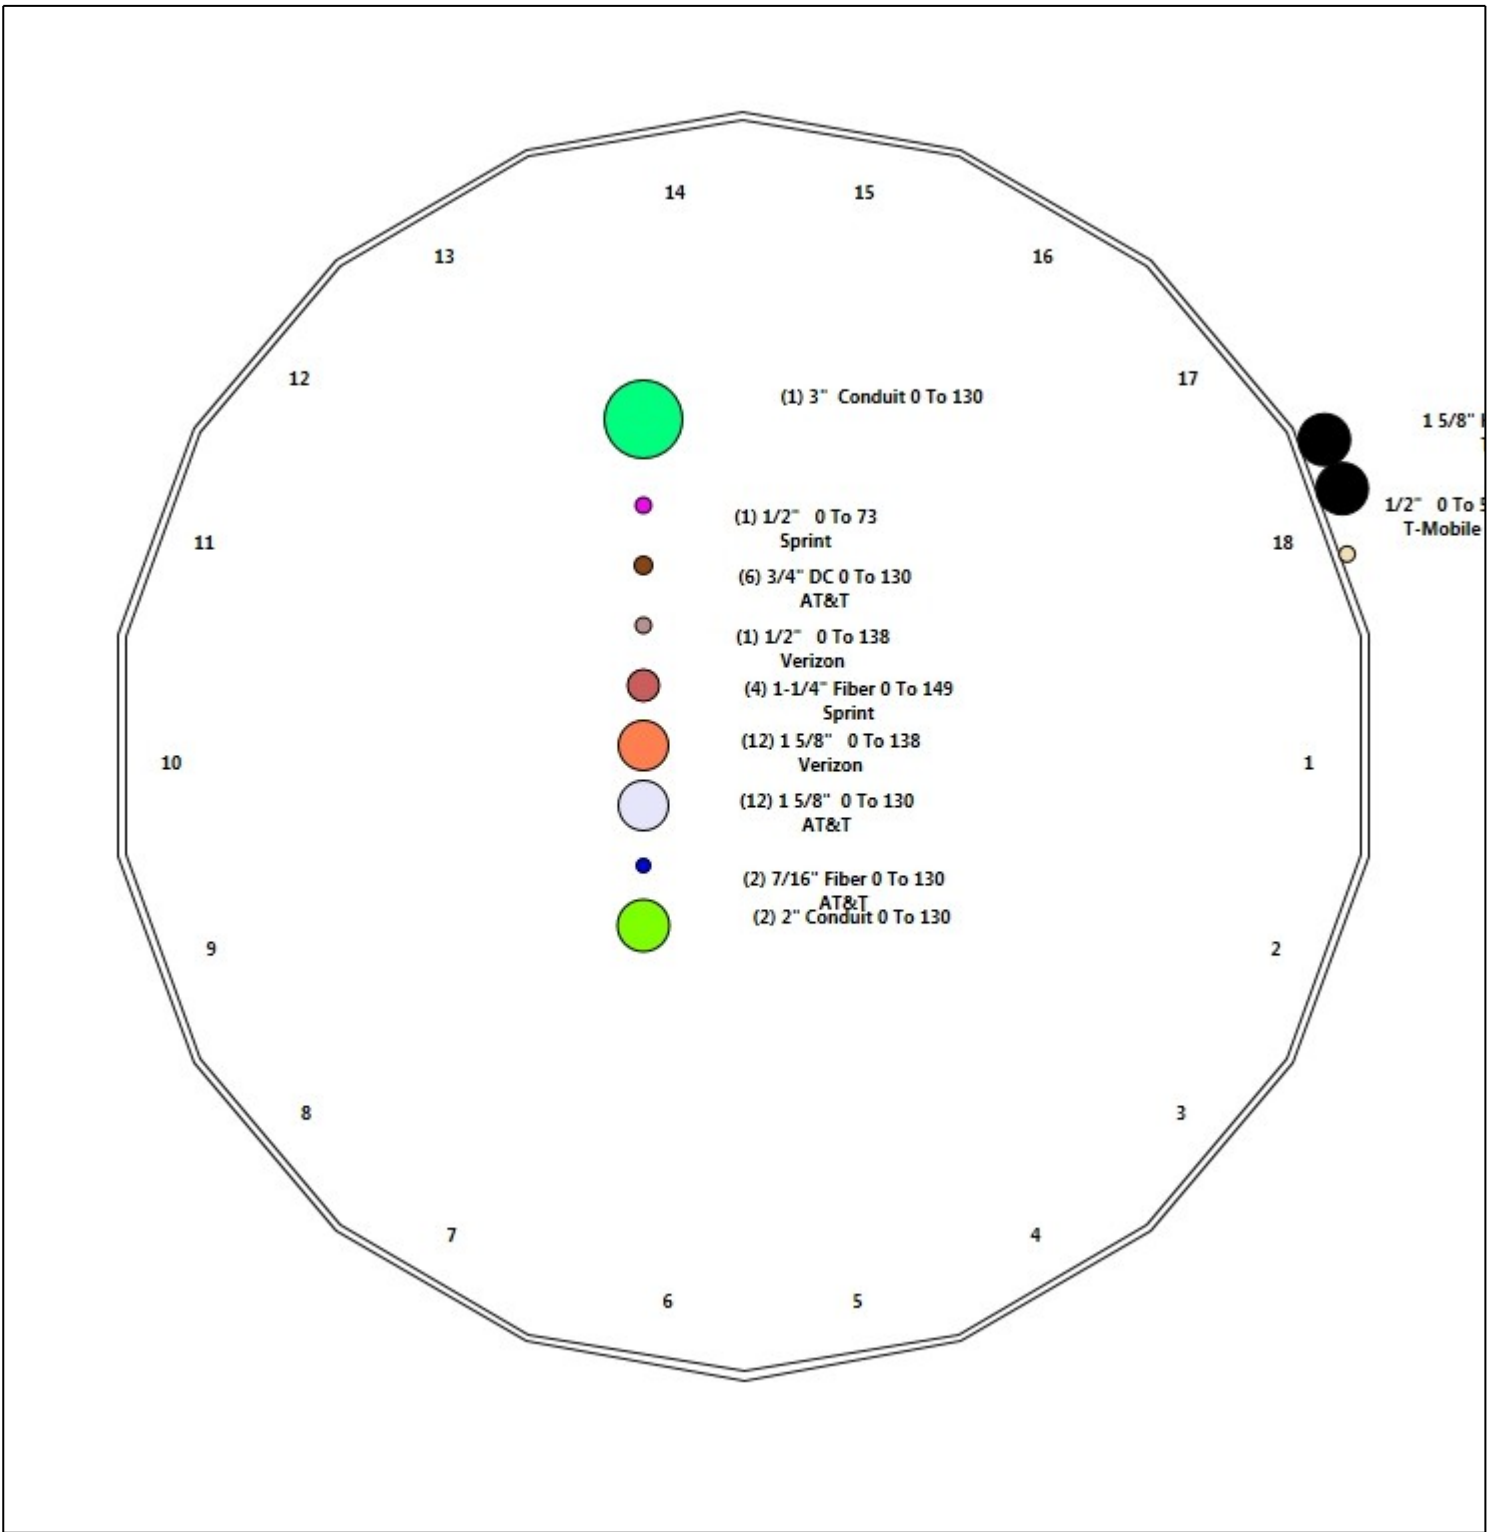 14
15
13
16
12
17
(1) 3" Conduit 0 To 130
1 5/8"
(1) 1/2" 0 To 73
Sprint
1/2" 0 To
T-Mobile
11
18
(6) 3/4" DC 0 To 130
AT&T
(1) 1/2" 0 To 138
Verizon
(4) 1-1/4" Fiber 0 To 149
Sprint
(12) 1 5/8" 0 To 138
Verizon
10
1
(12) 1 5/8" 0 To 130
AT&T
(2) 7/16" Fiber 0 To 130
AT&T
(2) 2" Conduit 0 To 130
9
2
8
3
7
4
6
5